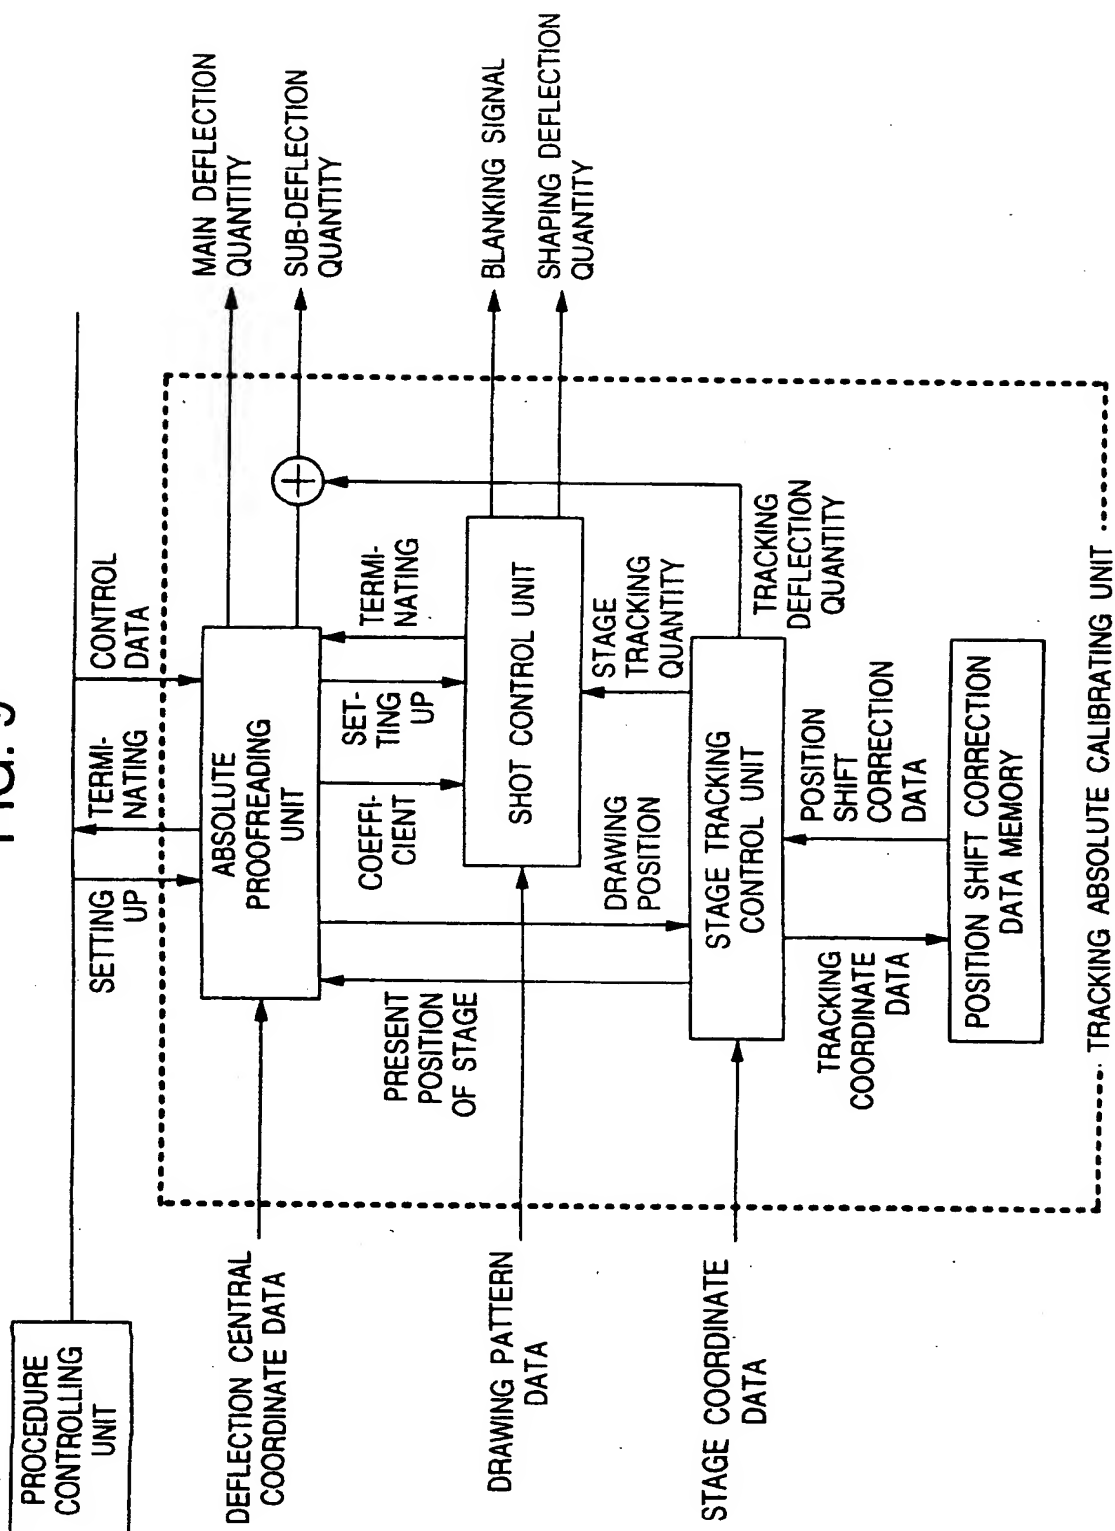 PROCEDURE
CONTROLLING
UNIT
SETTING
UP
TERMI-
NATING
CONTROL
DATA
DEFLECTION CENTRAL
COORDINATE DATA
ABSOLUTE
PROOFREADING
UNIT
MAIN DEFLECTION
QUANTITY
SUB-DEFLECTION
QUANTITY
PRESENT
POSITION
OF STAGE
COEFFI-
CIENT
SET-
TING
UP
TERMI-
NATING
DRAWING PATTERN
DATA
SHOT CONTROL UNIT
BLANKING SIGNAL
SHAPING DEFLECTION
QUANTITY
DRAWING
POSITION
STAGE
TRACKING
QUANTITY
STAGE COORDINATE
DATA
STAGE TRACKING
CONTROL UNIT
TRACKING
DEFLECTION
QUANTITY
TRACKING
COORDINATE
DATA
POSITION
SHIFT
CORRECTION
DATA
POSITION SHIFT CORRECTION
DATA MEMORY
TRACKING ABSOLUTE CALIBRATING UNIT